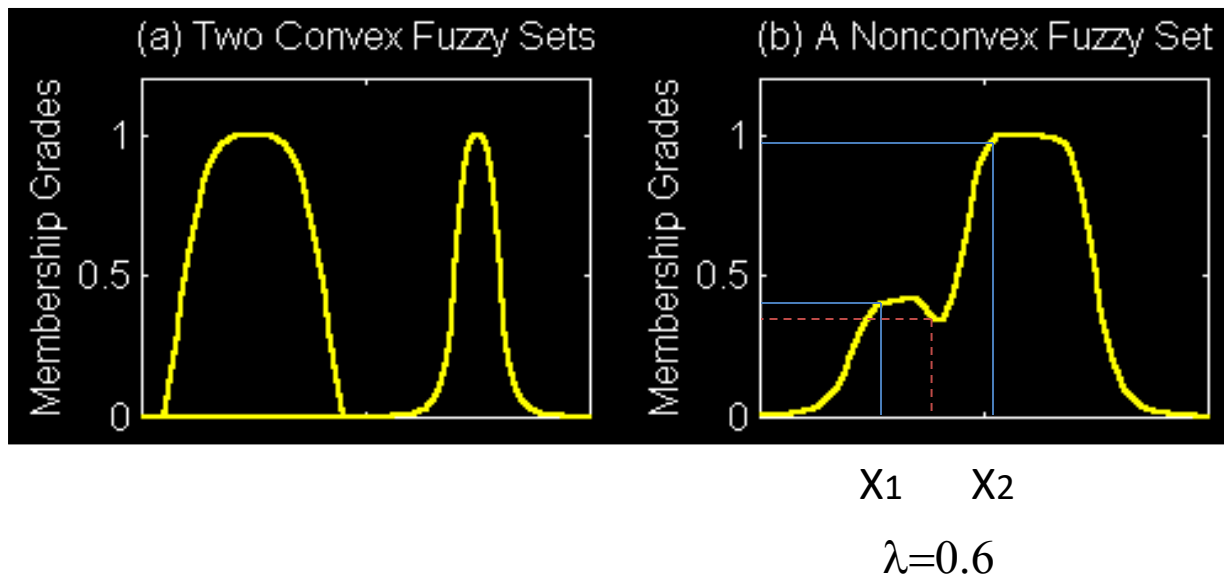 (a) Two Convex Fuzzy Sets
Membership Grades
1
0.5
0
(b) A Nonconvex Fuzzy Set
Membership Grades
1
0.5
0
X1
X2
λ=0.6